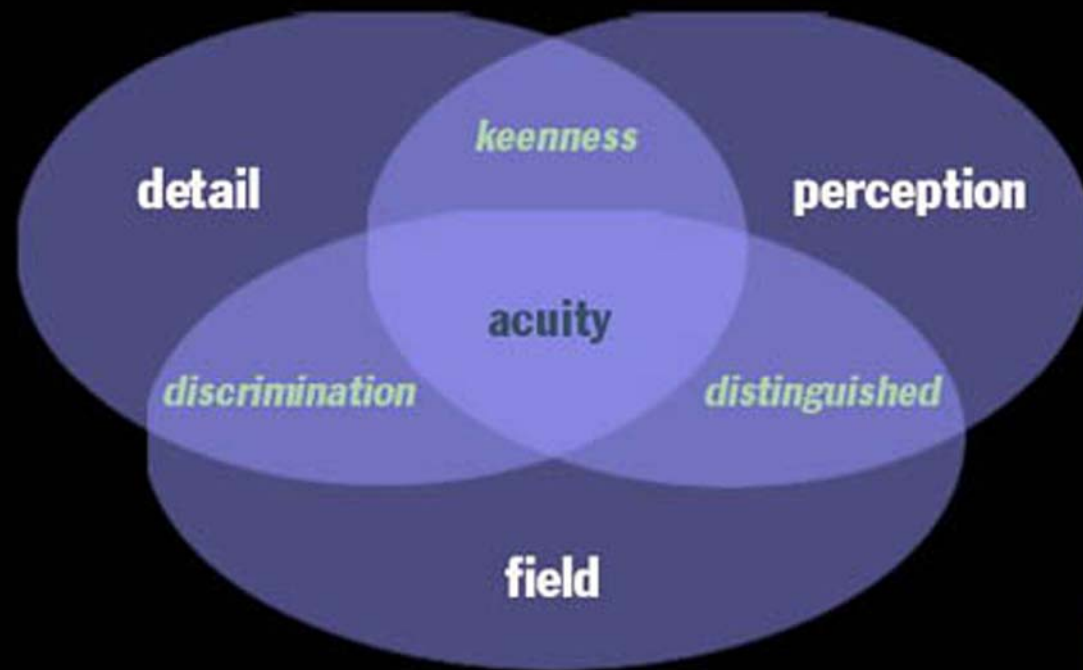 keenness
detail
perception
acuity
discrimination
distinguished
field